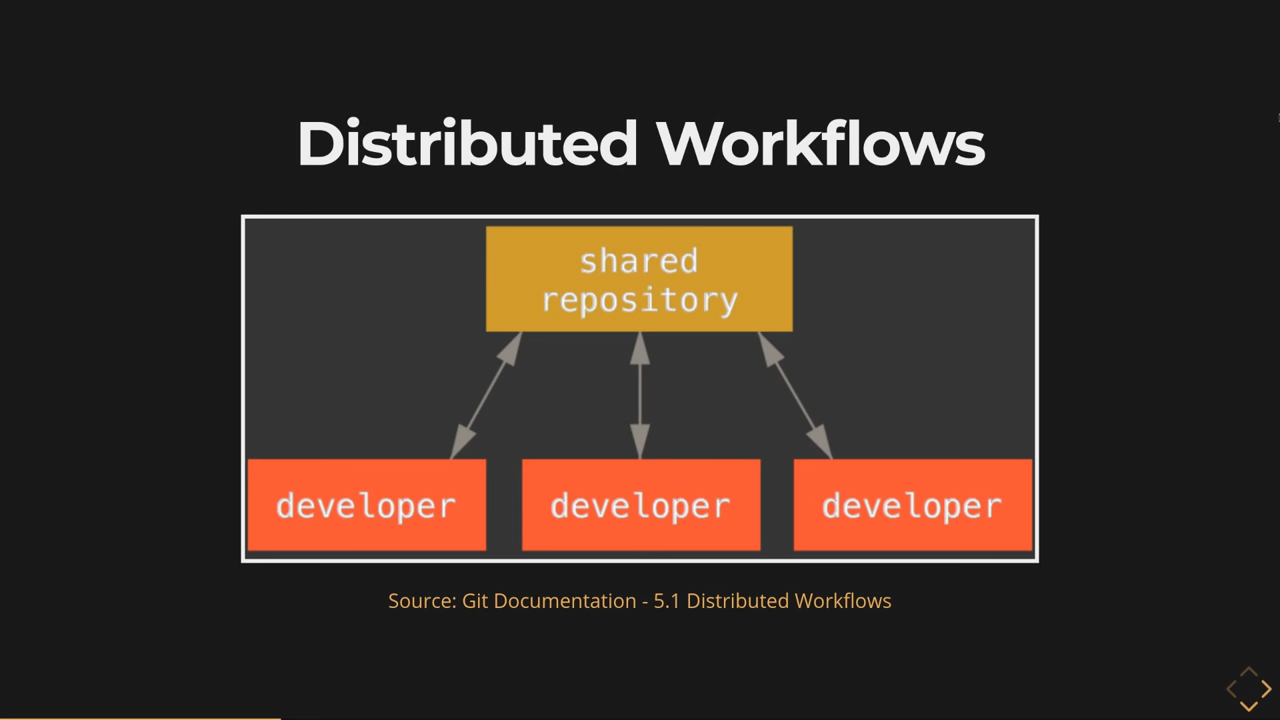 Distributed Workflows
shared
repository
developer
developer
developer
Source: Git Documentation - 5.1 Distributed Workflows